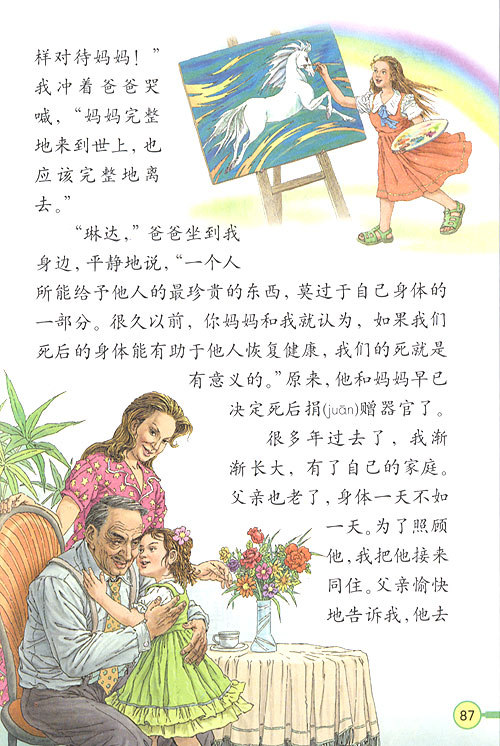 样对待妈妈！”
我冲着爸爸哭
喊，“妈妈完整
地来到世上，也
应该完整地离
去。”
“琳达，”爸爸坐到我
身边，平静地说，“一个人
所能给予他人的最珍贵的东西，莫过于自己身体的
一部分。很久以前，你妈妈和我就认为，如果我们
死后的身体能有助于他人恢复健康，我们的死就是
有意义的。”原来，他和妈妈早已
决定死后捐(juān)赠器官了。
很多年过去了，我渐
渐长大，有了自己的家庭。
父亲也老了，身体一天不如
一天。为了照顾
他，我把他接来
同住。父亲愉快
地告诉我，他去
87